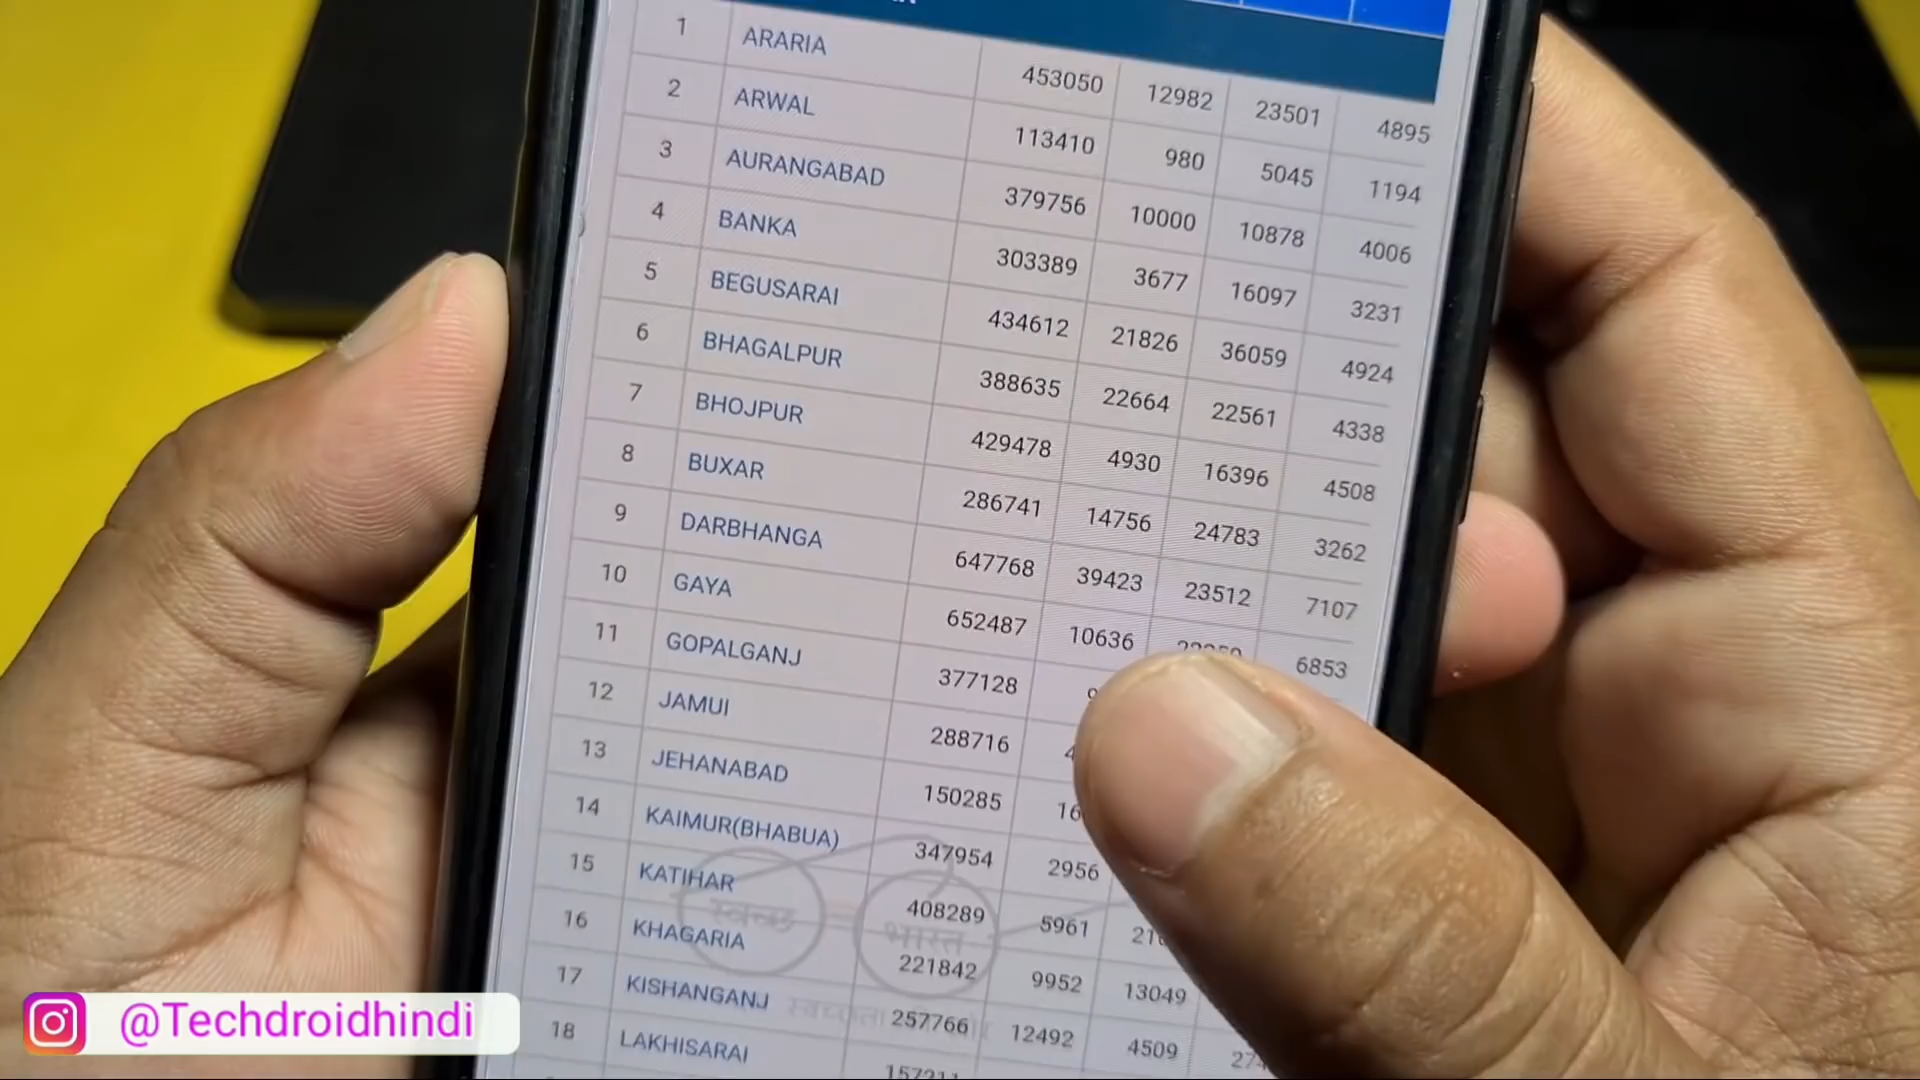 1 ARARIA 453050 12982 23501 4895
2 ARWAL 113410 980 5045 1194
3 AURANGABAD 379756 10000 10878 4006
4 BANKA 303389 3677 16097 3231
5 BEGUSARAI 434612 21826 36059 4924
6 BHAGALPUR 388635 22664 22561 4338
7 BHOJPUR 429478 4930 16396 4508
8 BUXAR 286741 14756 24783 3262
9 DARBHANGA 647768 39423 23512 7107
10 GAYA 652487 10636 6853
11 GOPALGANJ 377128
12 JAMUI 288716
13 JEHANABAD 150285
14 KAIMUR(BHABUA) 347954 2956
15 KATIHAR 408289 5961
स्वच्छ भारत
16 KHAGARIA 221842 9952 13049
17 KISHANGANJ 257766 12492 4509
18 LAKHISARAI
@Techdroidhindi